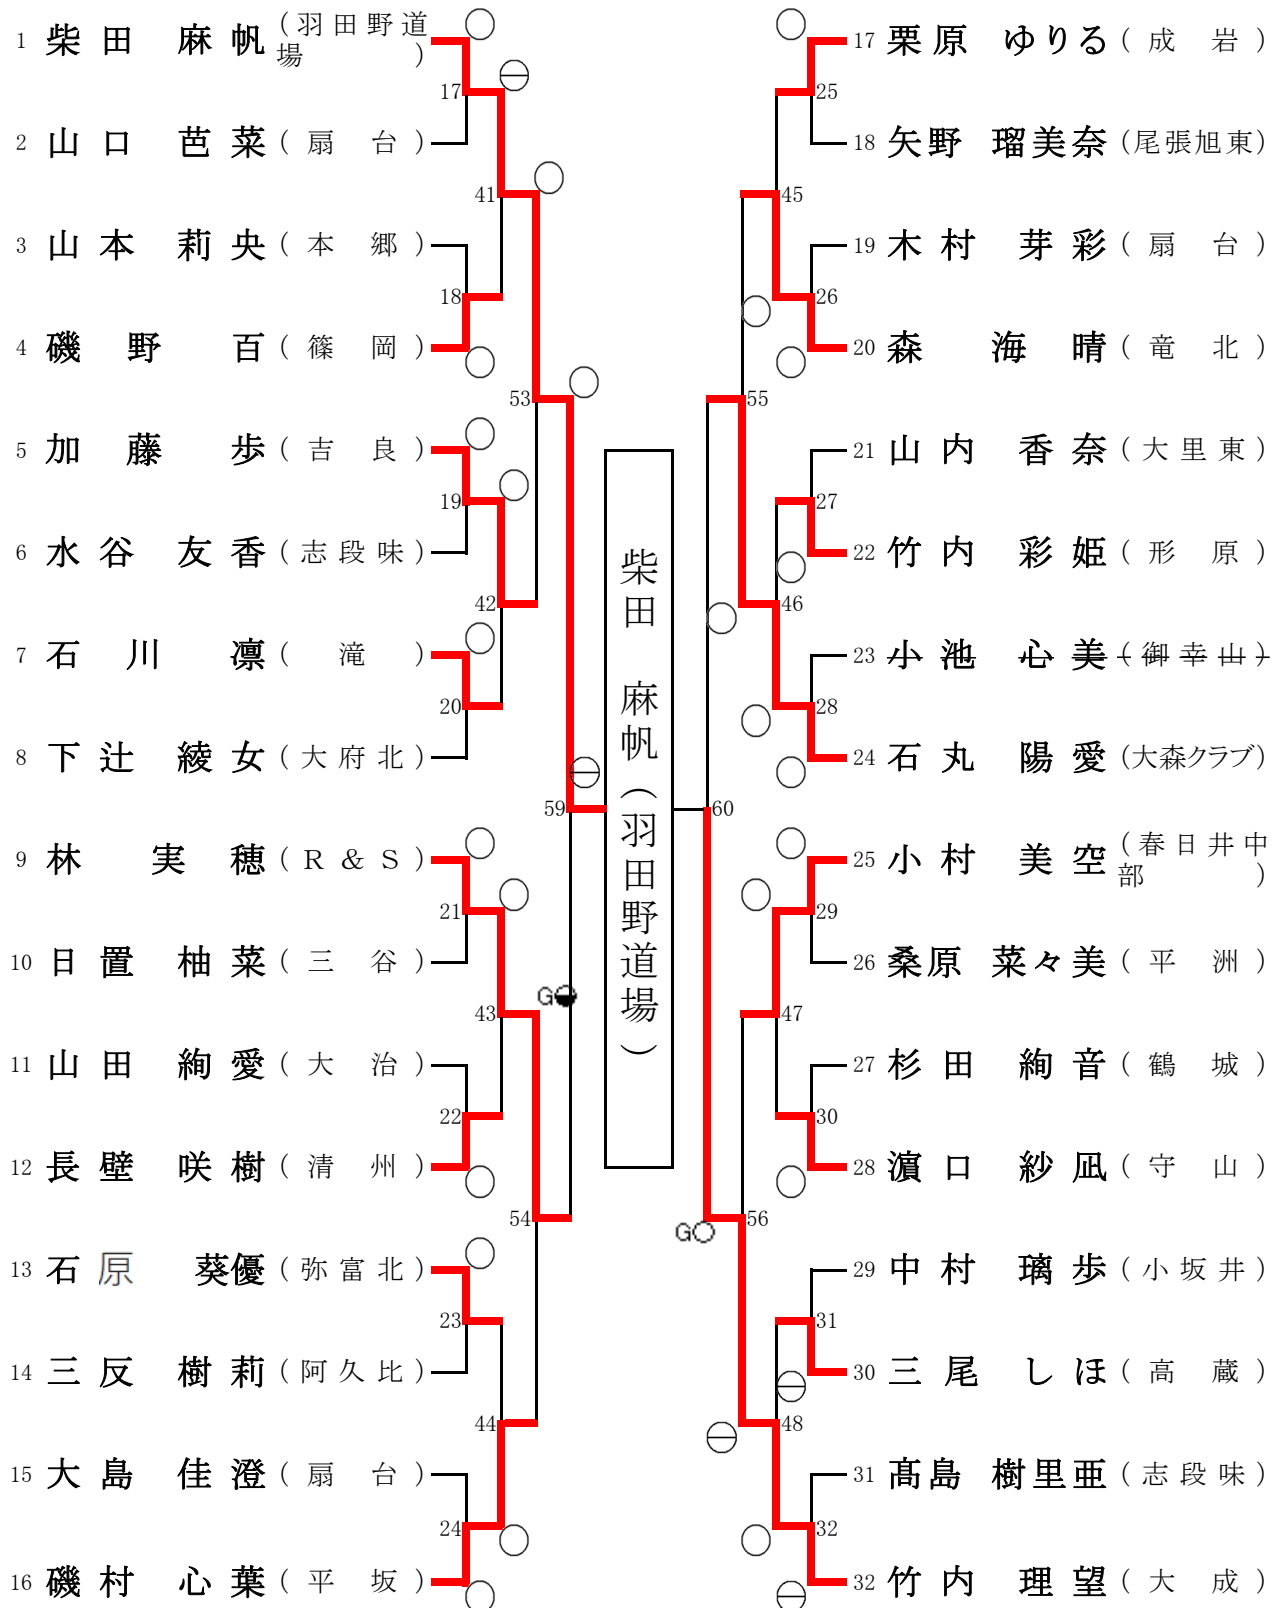 1 柴田 麻帆 (羽田野道場)
2 山口 芭菜 (扇台)
3 山本 莉央 (本郷)
4 磯野 百 (篠岡)
5 加藤 歩 (吉良)
6 水谷 友香 (志段味)
7 石川 凛 (滝)
8 下辻 綾女 (大府北)
9 林 実穂 (R&S)
10 日置 柚菜 (三谷)
11 山田 絢愛 (大治)
12 長壁 咲樹 (清州)
13 石原 葵優 (弥富北)
14 三反 樹莉 (阿久比)
15 大島 佳澄 (扇台)
16 磯村 心葉 (平坂)
17
18
19
20
21
22
23
24
41
42
43
44
53
54
59
G
柴田 麻帆(羽田野道場)
60
55
56
G
45
46
47
48
25
26
27
28
29
30
31
32
17 栗原 ゆりる (成岩)
18 矢野 瑠美奈 (尾張旭東)
19 木村 芽彩 (扇台)
20 森 海晴 (竜北)
21 山内 香奈 (大里東)
22 竹内 彩姫 (形原)
23 小池 心美 (御幸山)
24 石丸 陽愛 (大森クラブ)
25 小村 美空 (春日井中部)
26 桑原 菜々美 (平洲)
27 杉田 絢音 (鶴城)
28 濵口 紗凪 (守山)
29 中村 璃歩 (小坂井)
30 三尾 しほ (高蔵)
31 髙島 樹里亜 (志段味)
32 竹内 理望 (大成)